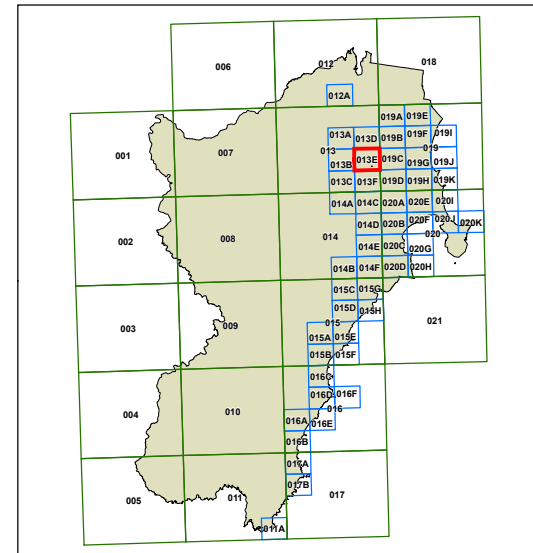 006 012 018
012A
019A 019E
001 007 013A 013D 019B 019F 019I
013 019
013B 013E 019C 019G 019J
013C 013F 019D 019H 019K
014A 014C 020A 020E 020I
002 008 014 014D 020B 020F 020J 020K
020
014E 020C 020G
014B 014F 020D 020H
015C 015G
003 009 015D 015H 021
015
015A 015E
015B 015F
016C
004 010 016D 016F
016
016A 016E
016B
017A
005 011 017B 017
011A